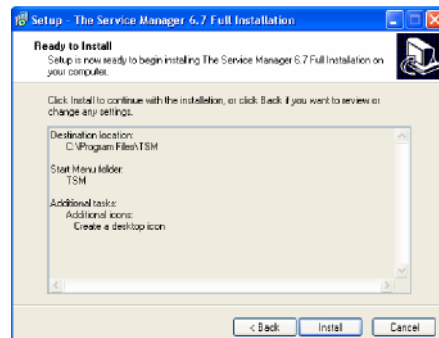 Setup - The Service Manager 6.7 Full Installation
Ready to Install
Setup is now ready to begin installing The Service Manager 6.7 Full Installation on
your computer.
Click Install to continue with the installation, or click Back if you want to review or
change any settings.
Destination location:
C:\Program Files\TSM
Start Menu folder:
TSM
Additional tasks:
Additional icons:
Create a desktop icon
< Back
Install
Cancel